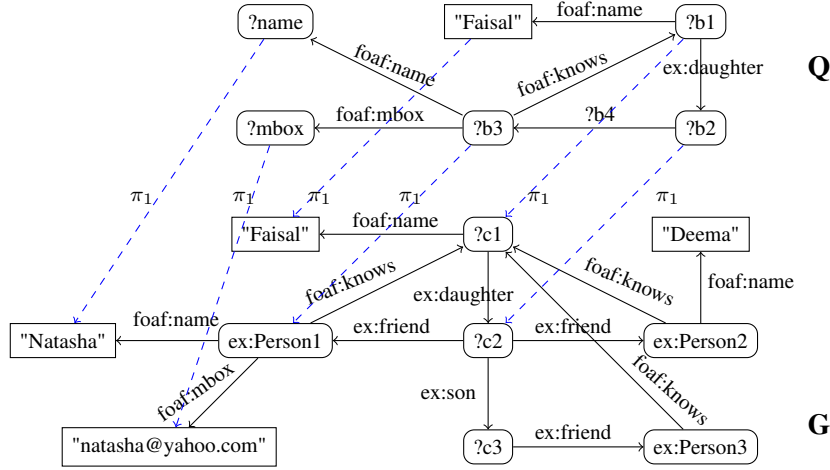 ?name
"Faisal"
foaf:name
?b1
foaf:name
foaf:knows
ex:daughter
Q
?mbox
foaf:mbox
?b3
?b4
?b2
π1
π1
π1
π1
π1
π1
"Faisal"
foaf:name
?c1
"Deema"
foaf:knows
ex:daughter
foaf:knows
foaf:name
"Natasha"
foaf:name
ex:Person1
ex:friend
?c2
ex:friend
ex:Person2
foaf:mbox
ex:son
foaf:knows
G
"natasha@yahoo.com"
?c3
ex:friend
ex:Person3